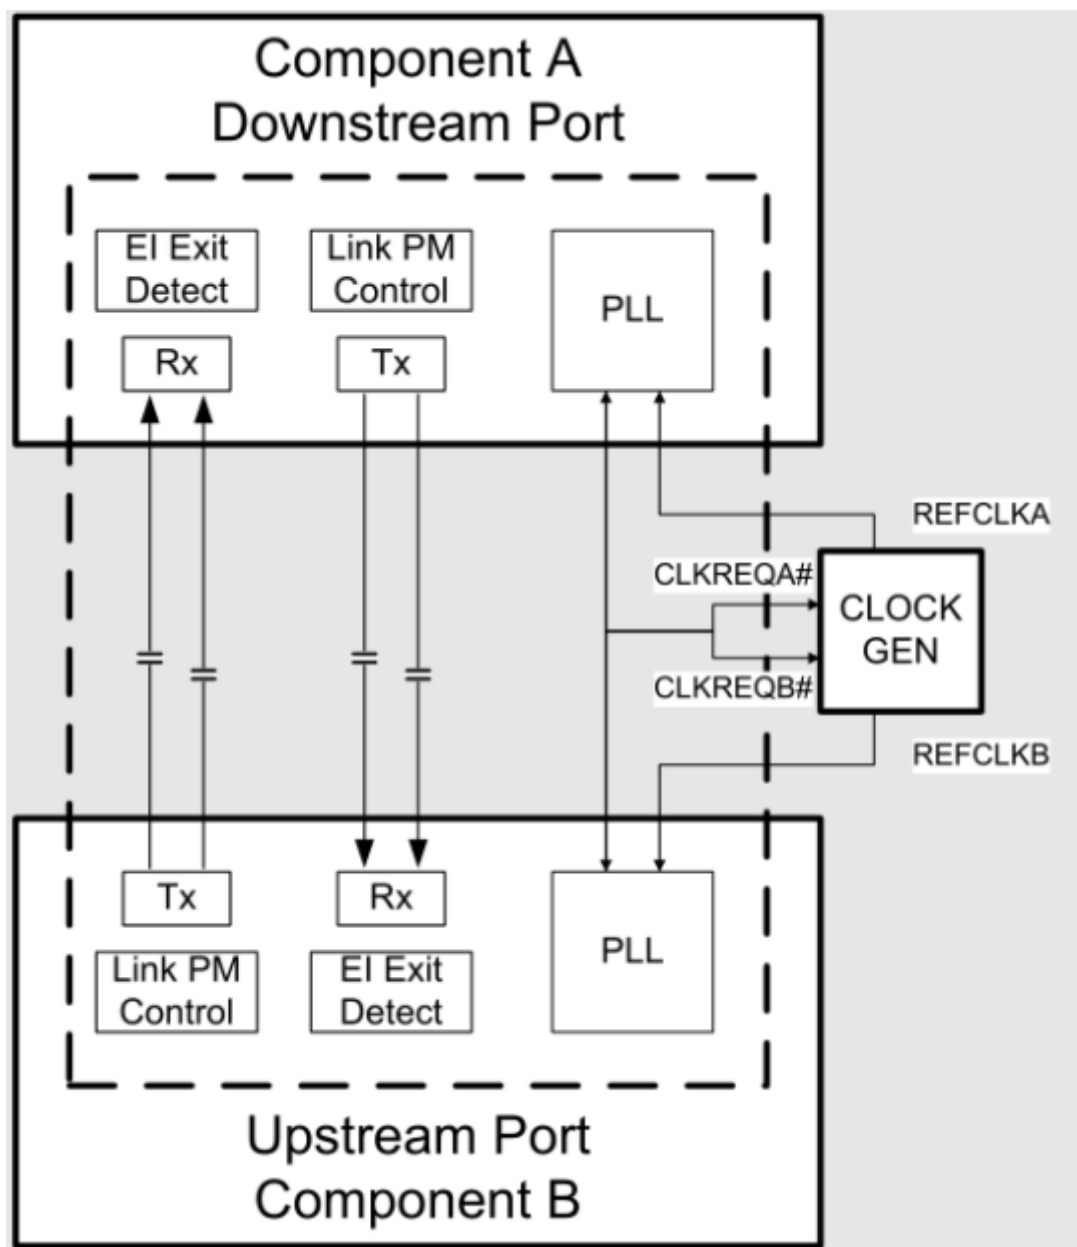 Component A
Downstream Port
EI Exit
Detect
Link PM
Control
PLL
Rx
Tx
REFCLKA
CLKREQA#
CLOCK
GEN
CLKREQB#
REFCLKB
Tx
Rx
PLL
Link PM
Control
EI Exit
Detect
Upstream Port
Component B